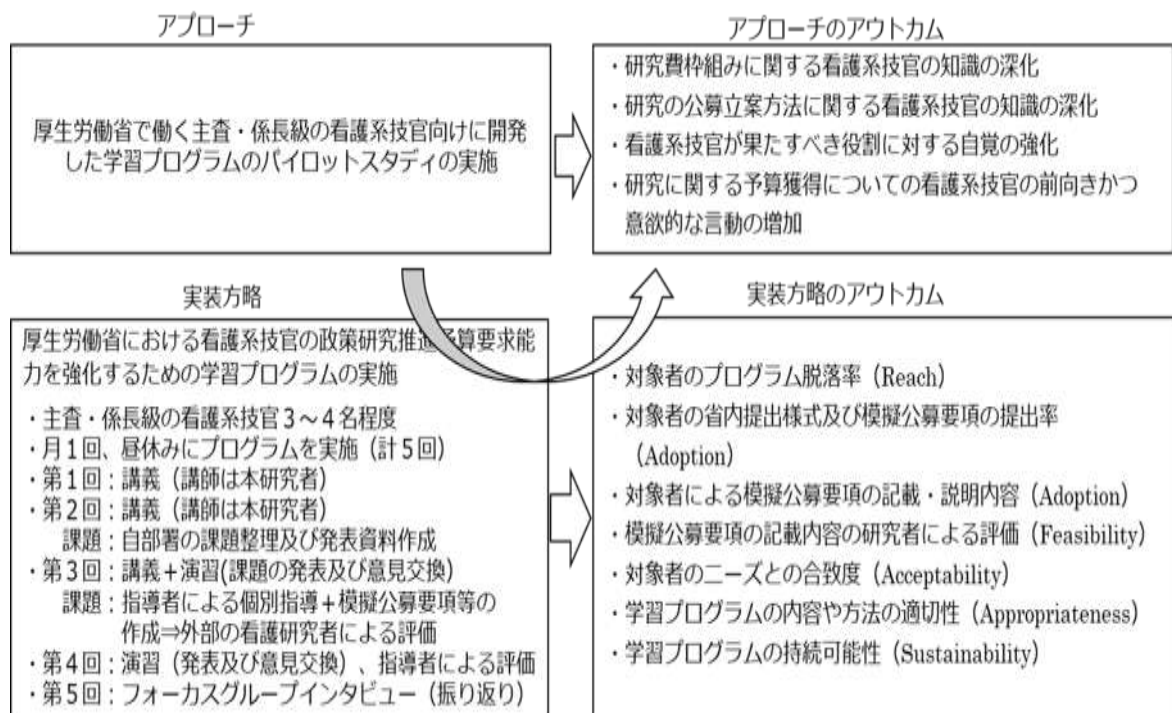 アプローチ
厚生労働省で働く主査・係長級の看護系技官向けに開発
した学習プログラムのパイロットスタディの実施
アプローチのアウトカム
・研究費枠組みに関する看護系技官の知識の深化
・研究の公募立案方法に関する看護系技官の知識の深化
・看護系技官が果たすべき役割に対する自覚の強化
・研究に関する予算獲得についての看護系技官の前向きかつ
意欲的な言動の増加
実装方略
厚生労働省における看護系技官の政策研究推進予算要求能
力を強化するための学習プログラムの実施
・主査・係長級の看護系技官3～4名程度
・月1回、昼休みにプログラムを実施（計5回）
・第1回：講義（講師は本研究者）
・第2回：講義（講師は本研究者）
課題：自部署の課題整理及び発表資料作成
・第3回：講義+演習(課題の発表及び意見交換）
課題：指導者による個別指導+模擬公募要項等の
作成⇒外部の看護研究者による評価
・第4回：演習（発表及び意見交換）、指導者による評価
・第5回：フォーカスグループインタビュー（振り返り）
実装方略のアウトカム
・対象者のプログラム脱落率（Reach）
・対象者の省内提出様式及び模擬公募要項の提出率
（Adoption）
・対象者による模擬公募要項の記載・説明内容（Adoption）
・模擬公募要項の記載内容の研究者による評価（Feasibility）
・対象者のニーズとの合致度（Acceptability）
・学習プログラムの内容や方法の適切性（Appropriateness）
・学習プログラムの持続可能性（Sustainability）